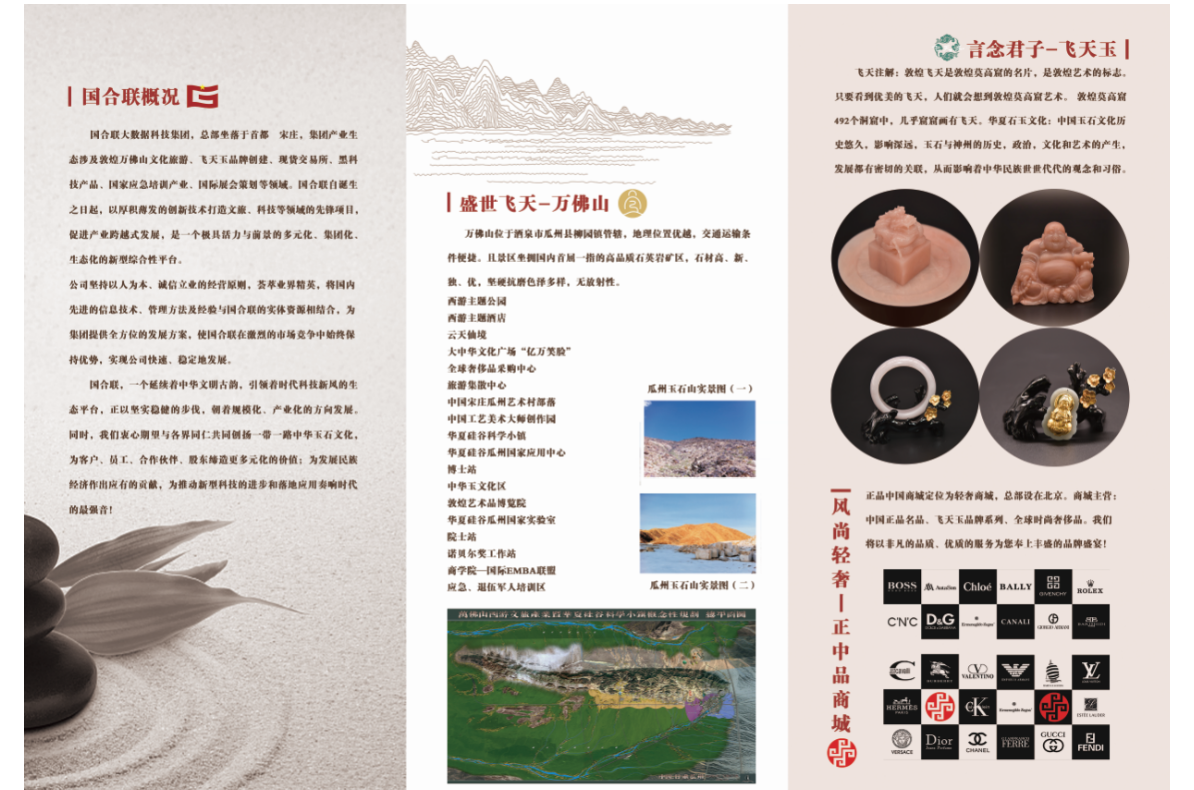 国合联概况
国合联大数据科技集团，总部坐落于首都 宋庄，集团产业生
态涉及敦煌万佛山文化旅游、飞天玉品牌创建、现货交易所、黑科
技产品、国家应急培训产业、国际展会策划等领域。国合联自诞生
之日起，以厚积薄发的创新技术打造文旅、科技等领域的先锋项目，
促进产业跨越式发展，是一个极具活力与前景的多元化、集团化、
生态化的新型综合性平台。
公司坚持以人为本、诚信立业的经营原则，荟萃业界精英，将国内
先进的信息技术、管理方法及经验与国合联的实体资源相结合，为
集团提供全方位的发展方案，使国合联在激烈的市场竞争中始终保
持优势，实现公司快速、稳定地发展。
国合联，一个延续着中华文明古韵，引领着时代科技新风的生
态平台，正以坚实稳健的步伐，朝着规模化、产业化的方向发展。
同时，我们衷心期望与各界同仁共同创扬一带一路中华玉石文化，
为客户、员工、合作伙伴、股东缔造更多元化的价值；为发展民族
经济作出应有的贡献，为推动新型科技的进步和落地应用奏响时代
的最强音！
盛世飞天-万佛山
万佛山位于酒泉市瓜州县柳园镇管辖，地理位置优越，交通运输条
件便捷。且景区坐拥国内首屈一指的高品质石英岩矿区，石材高、新、
独、优，坚硬抗磨色泽多样，无放射性。
西游主题公园
西游主题酒店
云天仙境
大中华文化广场“亿万笑脸”
全球奢侈品采购中心
旅游集散中心
中国宋庄瓜州艺术村部落
中国工艺美术大师创作园
华夏硅谷科学小镇
华夏硅谷瓜州国家应用中心
博士站
中华玉文化区
敦煌艺术品博览院
华夏硅谷瓜州国家实验室
院士站
诺贝尔奖工作站
商学院—国际EMBA联盟
应急、退伍军人培训区
瓜州玉石山实景图（一）
瓜州玉石山实景图（二）
言念君子-飞天玉
飞天注解：敦煌飞天是敦煌莫高窟的名片，是敦煌艺术的标志。
只要看到优美的飞天，人们就会想到敦煌莫高窟艺术。 敦煌莫高窟
492个洞窟中，几乎窟窟画有飞天、华夏石玉文化：中国玉石文化历
史悠久，影响深远，玉石与神州的历史，政治，文化和艺术的产生，
发展都有密切的关联，从而影响着中华民族世世代代的观念和习俗。
风尚轻奢—正中品商城
正品中国商城定位为轻奢商城，总部设在北京。商城主营：
中国正品名品、飞天玉品牌系列、全球时尚奢侈品。我们
将以非凡的品质、优质的服务为您奉上丰盛的品牌盛宴！
BOSS
Chloé
BALLY
GIVENCHY
ROLEX
C'N'C
D&G
Ermenegildo Zegna
CANALI
GIORGIO ARMANI
BURBERRY
VALENTINO
EMPORIO ARMANI
LV
HERMES
PARIS
CK
Ermenegildo Zegna
ESTEE LAUDER
VERSACE
Dior
CHANEL
GIANFRANCO
FERRE
GUCCI
FENDI